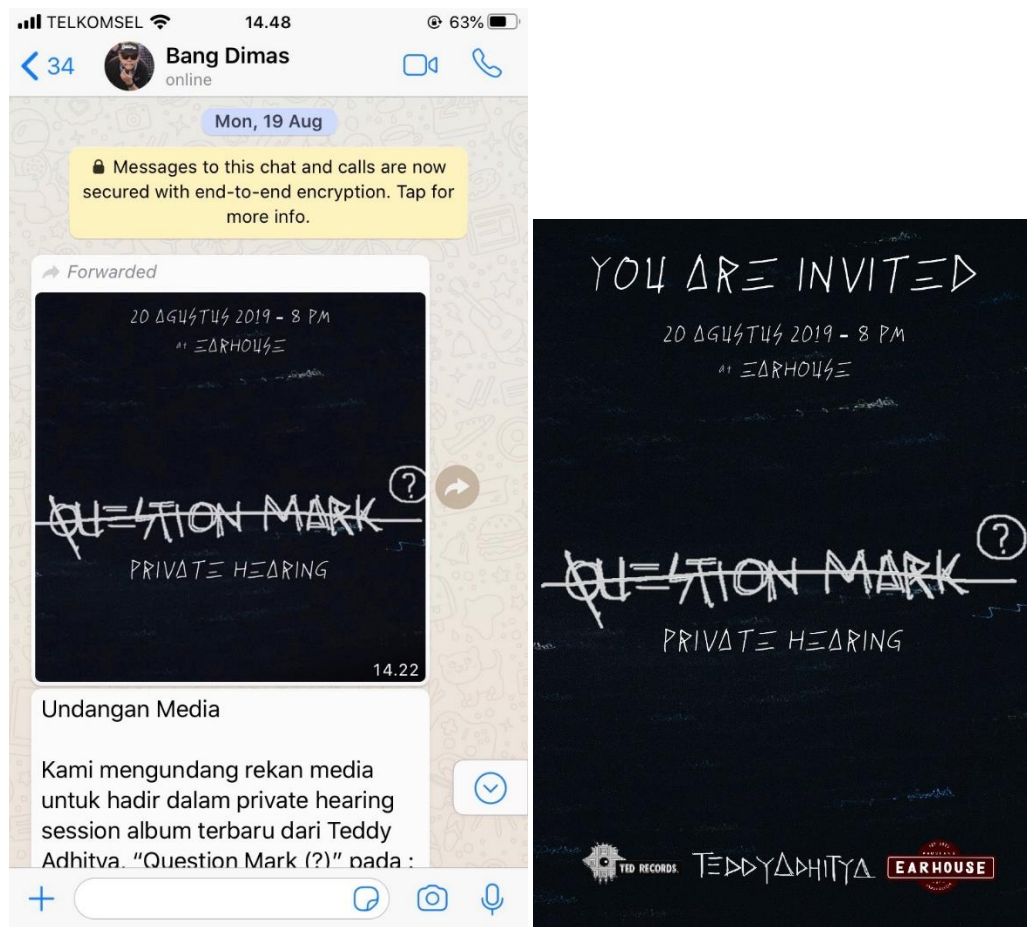 TELKOMSEL 14.48 63%
34 Bang Dimas
online
Mon, 19 Aug
Messages to this chat and calls are now
secured with end-to-end encryption. Tap for
more info.
Forwarded
20 AGUSTUS 2019 - 8 PM
at EARHOUSE
?
QUESTION MARK
PRIVATE HEARING
14.22
Undangan Media
Kami mengundang rekan media
untuk hadir dalam private hearing
session album terbaru dari Teddy
Adhitya, "Question Mark (?)" pada :
YOU ARE INVITED
20 AGUSTUS 2019 - 8 PM
at EARHOUSE
?
QUESTION MARK
PRIVATE HEARING
TED RECORDS. TEDDYADHITYA EARHOUSE